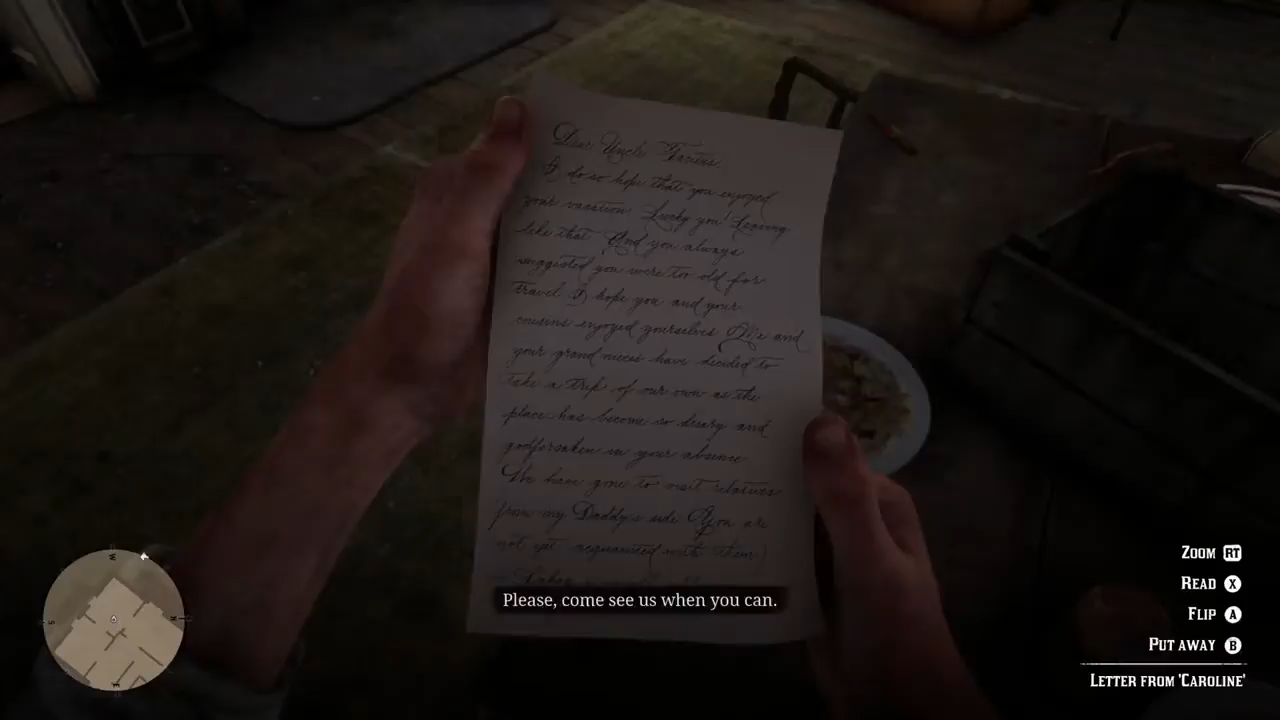 Dear Uncle
I do so hope that you enjoyed
your vacation. Lucky you! Leaving
like that. And you always
suggested you were too old for
travel. I hope you and your
cousins enjoyed yourselves. Me and
your grand nieces have decided to
take a trip of our own as the
place has become so dreary and
godforsaken in your absence.
We have gone to visit relatives
from my Daddy's side (You are
not yet acquainted with them)
Please, come see us when you can.
ZOOM RT
READ X
FLIP A
PUT AWAY B
LETTER FROM 'CAROLINE'